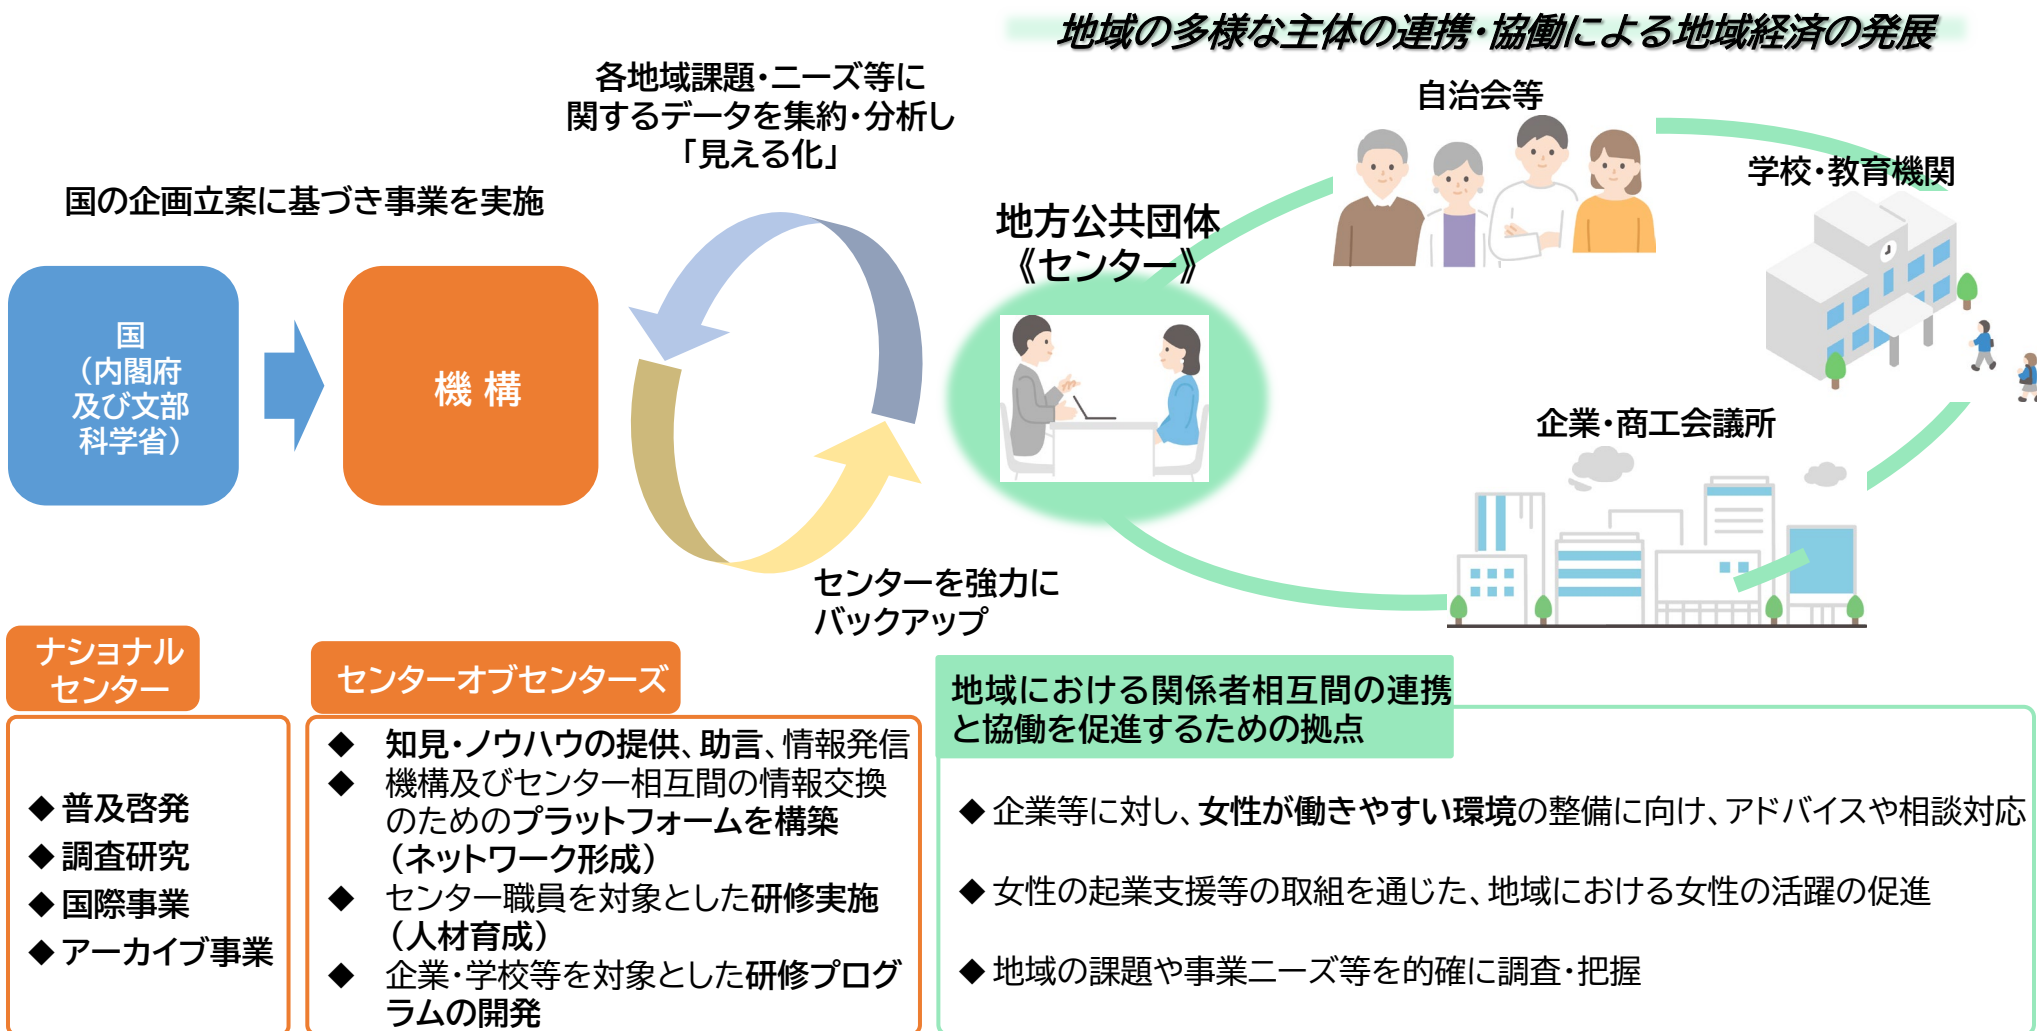 地域の多様な主体の連携・協働による地域経済の発展
各地域課題・ニーズ等に
関するデータを集約・分析し
「見える化」
国の企画立案に基づき事業を実施
国
（内閣府
及び文部
科学省）
機 構
地方公共団体
《センター》
自治会等
学校・教育機関
企業・商工会議所
センターを強力に
バックアップ
ナショナル
センター
◆ 普及啓発
◆ 調査研究
◆ 国際事業
◆ アーカイブ事業
センターオブセンターズ
◆ 知見・ノウハウの提供、助言、情報発信
◆ 機構及びセンター相互間の情報交換
のためのプラットフォームを構築
（ネットワーク形成）
◆ センター職員を対象とした研修実施
（人材育成）
◆ 企業・学校等を対象とした研修プログ
ラムの開発
地域における関係者相互間の連携
と協働を促進するための拠点
◆ 企業等に対し、女性が働きやすい環境の整備に向け、アドバイスや相談対応
◆ 女性の起業支援等の取組を通じた、地域における女性の活躍の促進
◆ 地域の課題や事業ニーズ等を的確に調査・把握